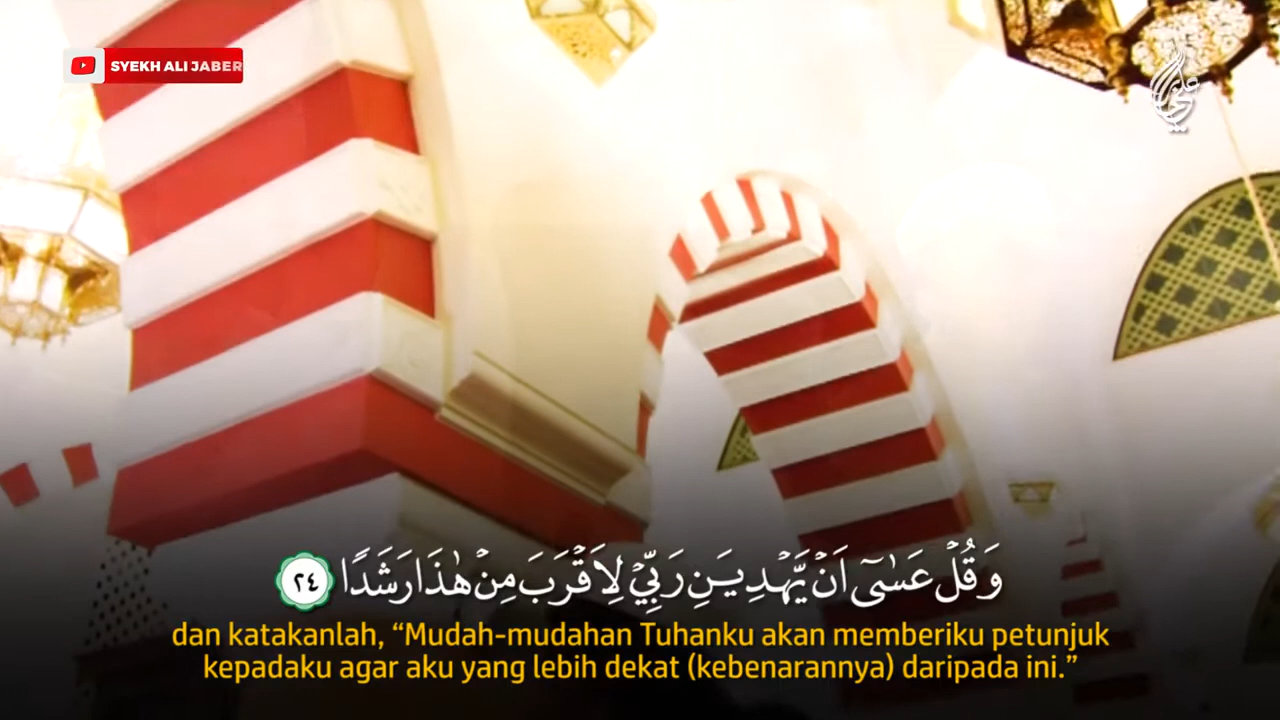 SYEKH ALI JABER
وَقُلْ عَسٰٓى اَنْ يَّهْدِيَنِ رَبِّيْ لِاَقْرَبَ مِنْ هٰذَا رَشَدًا ٢٤
dan katakanlah, “Mudah-mudahan Tuhanku akan memberiku petunjuk
kepadaku agar aku yang lebih dekat (kebenarannya) daripada ini.”